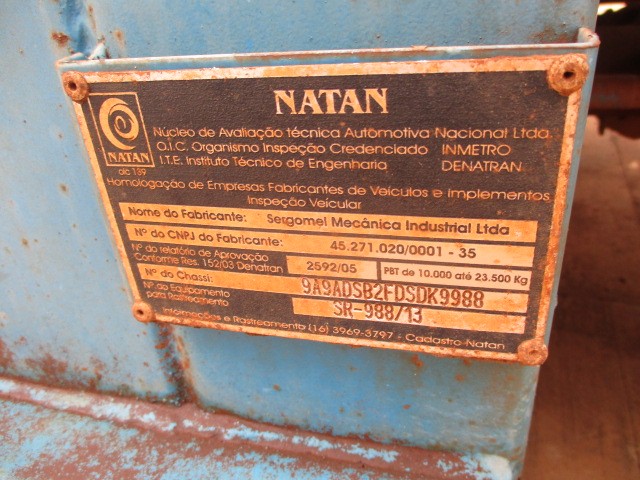 NATAN
NATAN
Núcleo de Avaliação técnica Automotiva Nacional Ltda.
O.I.C. Organismo Inspeção Credenciado INMETRO
I.T.E. Instituto Técnico de Engenharia DENATRAN
oic 139
Homologação de Empresas Fabricantes de Veículos e Implementos
Inspeção Veicular
Nome do Fabricante: Sergomel Mecânica Industrial Ltda
Nº do CNPJ do Fabricante: 45.271.020/0001 - 35
Nº do relatório de Aprovação
Conforme Res. 152/03 Denatran 2592/05 PBT de 10.000 até 23.500 Kg
Nº do Chassi: 9A9ADSB2FDSDK9988
Nº do Equipamento
para Rastreamento SR-988/13
Informações e Rastreamento (16) 3969-3797 - Cadastro Natan